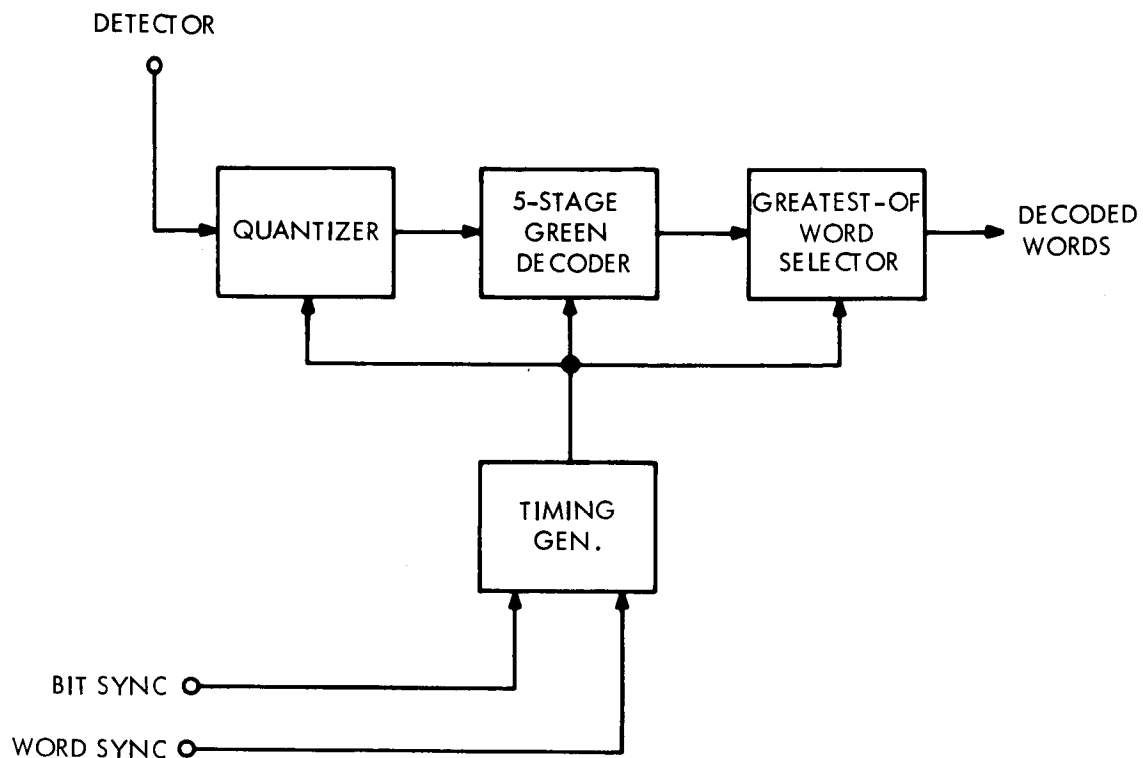 DETECTOR
QUANTIZER
5-STAGE
GREEN
DECODER
GREATEST-OF
WORD
SELECTOR
DECODED
WORDS
TIMING
GEN.
BIT SYNC
WORD SYNC